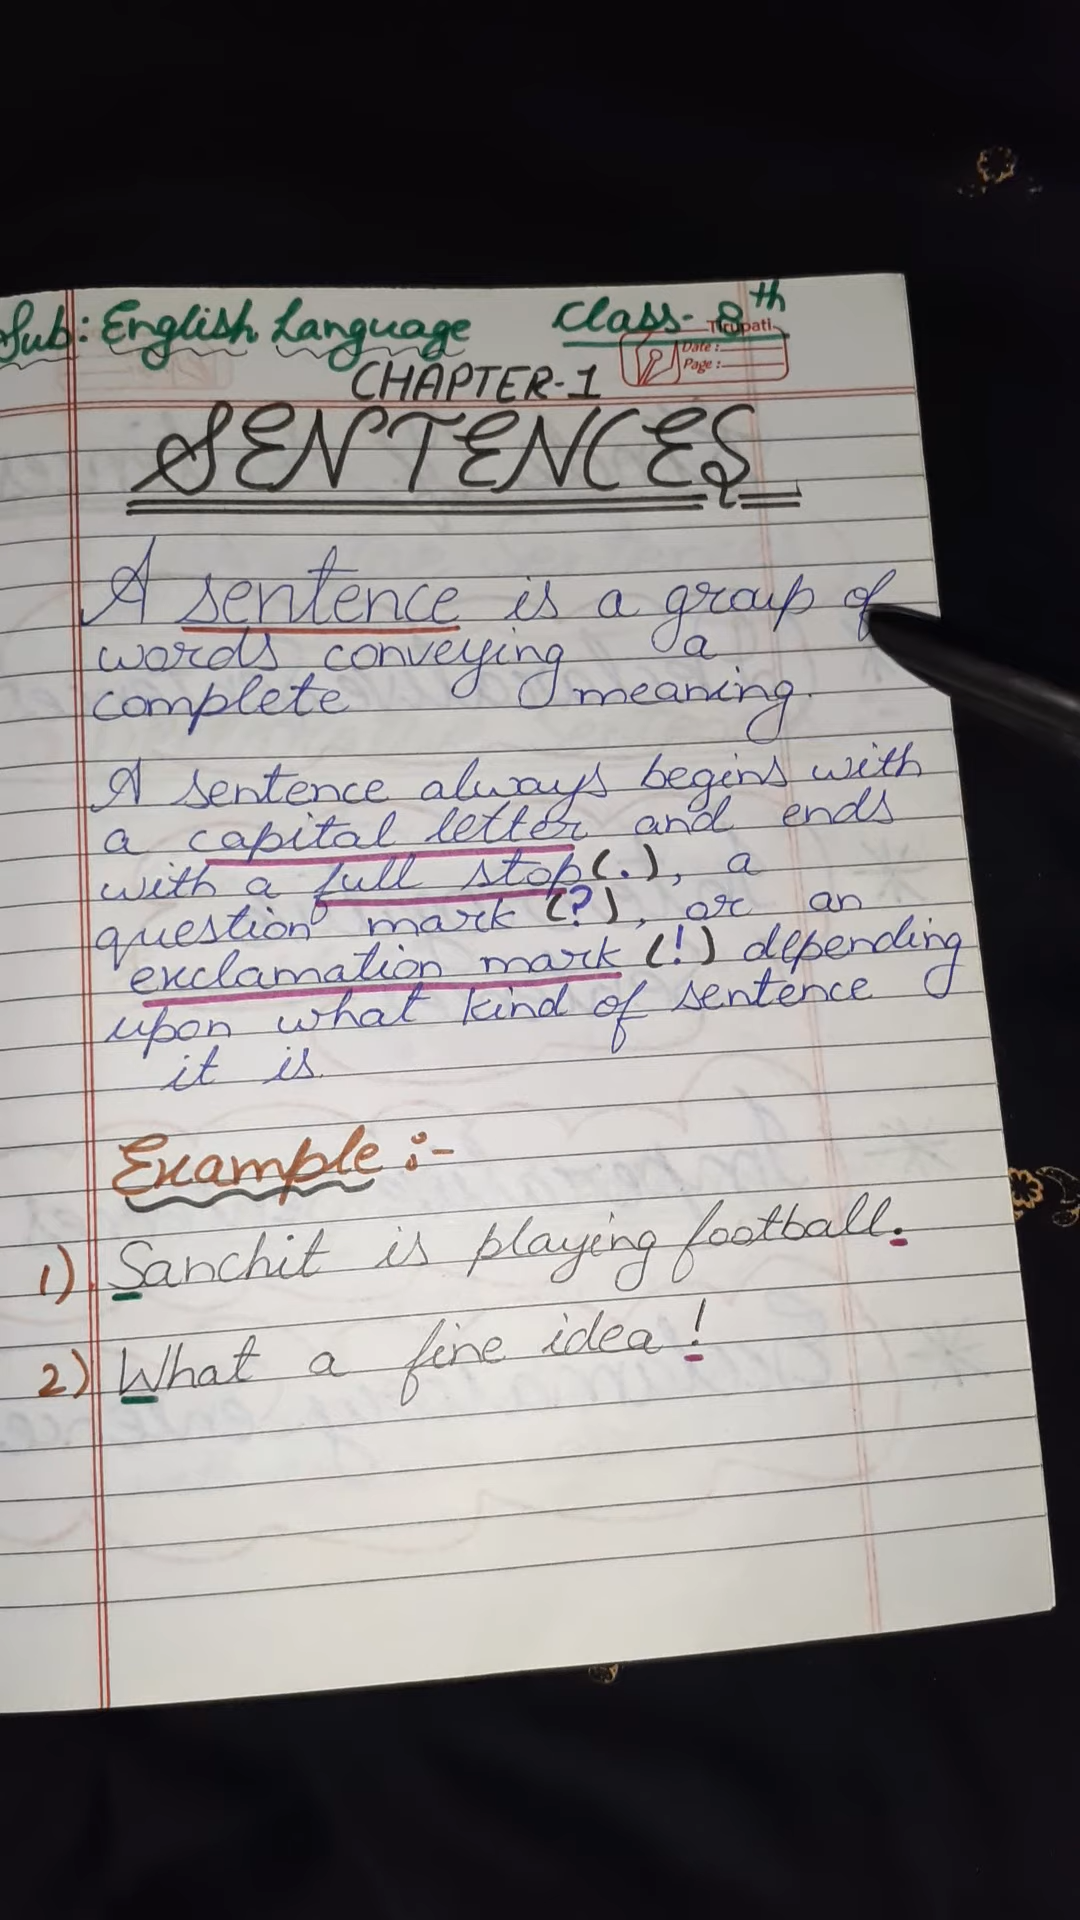 Sub: English Language Class- 8th
Tirupati
Date :
Page :
CHAPTER-1
SENTENCES
A sentence is a group of
words conveying a
complete meaning.
A sentence always begins with
a capital letter and ends
with a full stop(.), a
question mark (?), or an
exclamation mark (!) depending
upon what kind of sentence
it is.
Example :-
1) Sanchit is playing football.
2) What a fine idea !